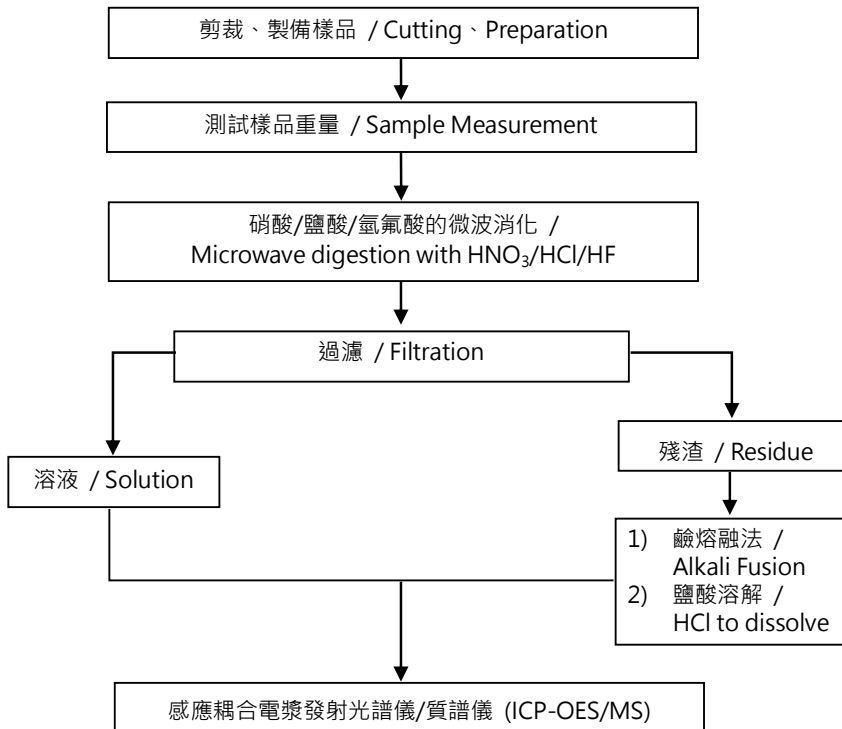 剪裁、製備樣品 / Cutting、Preparation
測試樣品重量 / Sample Measurement
硝酸/鹽酸/氫氟酸的微波消化 /
Microwave digestion with HNO₃/HCl/HF
過濾 / Filtration
溶液 / Solution
殘渣 / Residue
1) 鹼熔融法 /
Alkali Fusion
2) 鹽酸溶解 /
HCl to dissolve
感應耦合電漿發射光譜儀/質譜儀 (ICP-OES/MS)